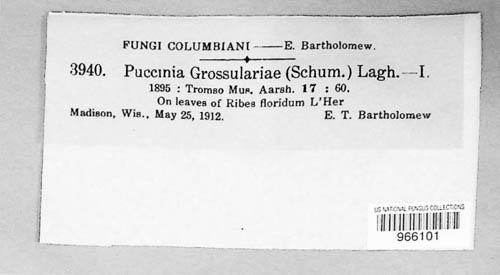 FUNGI COLUMBIANI — E. Bartholomew.
3940. Puccinia Grossulariae (Schum.) Lagh.—I.
1895 : Tromso Mus. Aarsh. 17 : 60.
On leaves of Ribes floridum L'Her
Madison, Wis., May 25, 1912. E. T. Bartholomew
US NATIONAL FUNGUS COLLECTIONS
966101